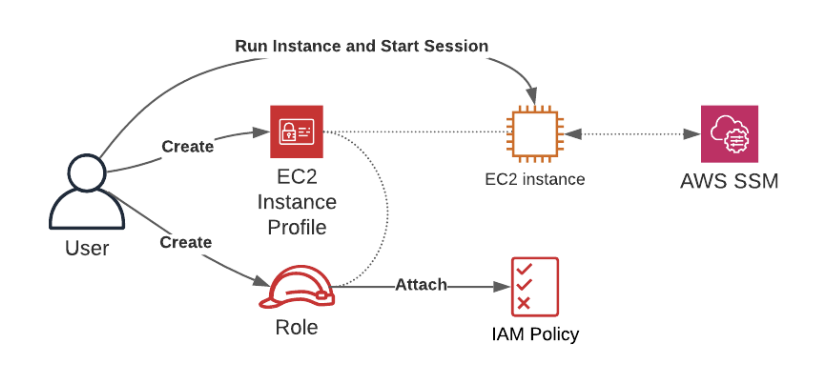 Run Instance and Start Session
Create
EC2
Instance
Profile
EC2 instance
AWS SSM
User
Create
Role
Attach
IAM Policy